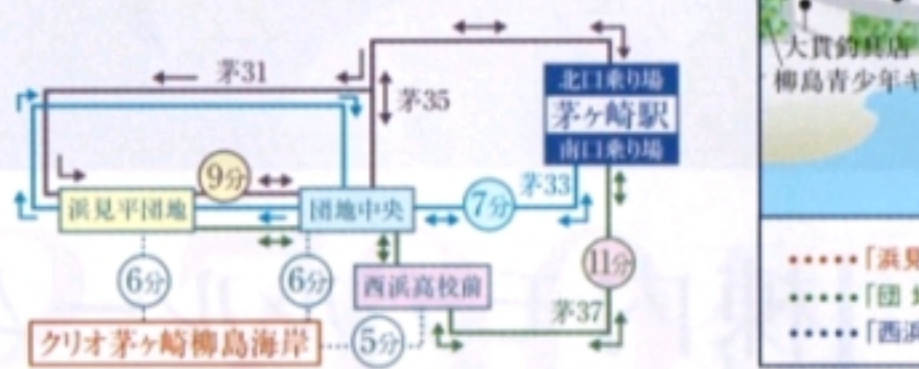 茅31
茅35
北口乗り場
茅ヶ崎駅
南口乗り場
9分
茅33
浜見平団地
団地中央
7分
6分
6分
西浜高校前
11分
茅37
クリオ茅ヶ崎柳島海岸
5分
大貫釣具店
柳島青少年キ
「浜見
「団
「西浜